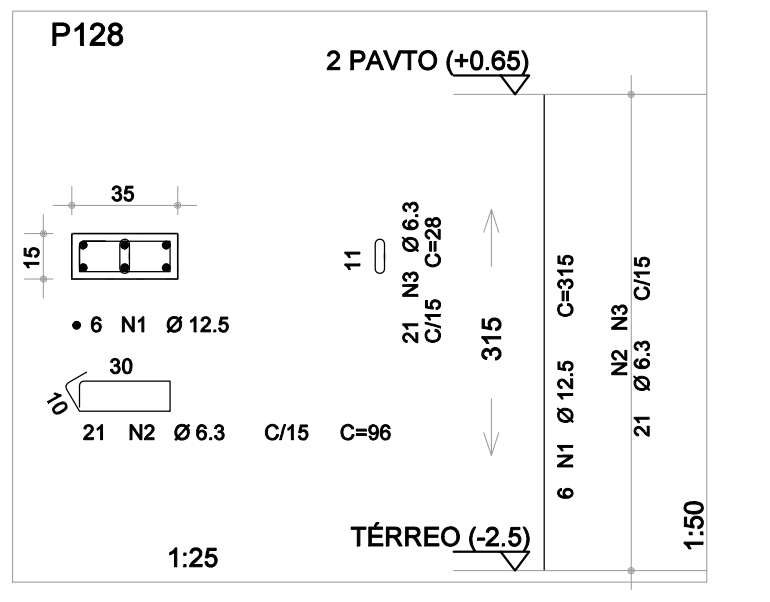 P128
2 PAVTO (+0.65)
35
15
6 N1 Ø 12.5
30
10
21 N2 Ø 6.3 C/15 C=96
11
21 N3 Ø 6.3
C/15 C=28
315
6 N1 Ø 12.5 C=315
N2 N3
21 Ø 6.3 C/15
TÉRREO (-2.5)
1:25
1:50